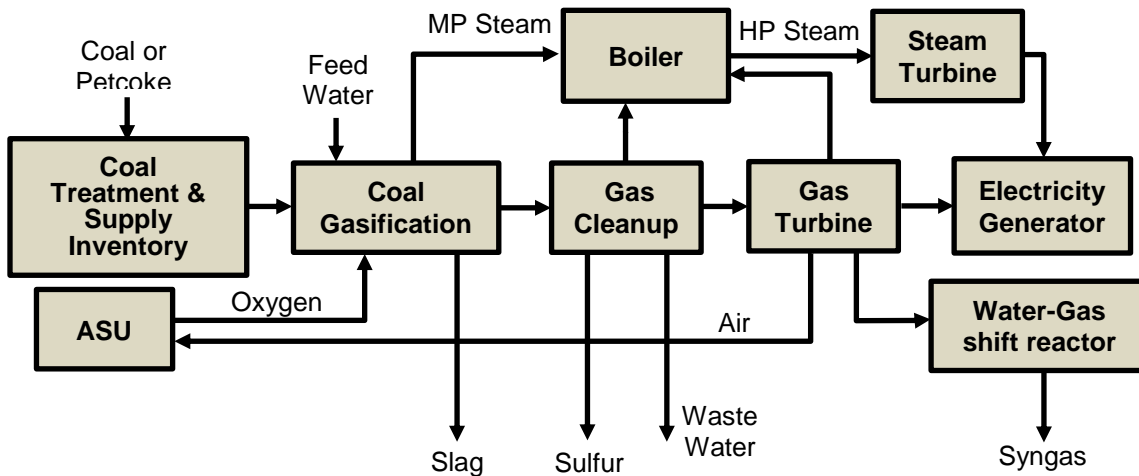 MP Steam
HP Steam
Coal or
Petcoke
Feed
Water
Boiler
Steam
Turbine
Coal
Treatment &
Supply
Inventory
Coal
Gasification
Gas
Cleanup
Gas
Turbine
Electricity
Generator
ASU
Oxygen
Air
Water-Gas
shift reactor
Slag
Sulfur
Waste
Water
Syngas